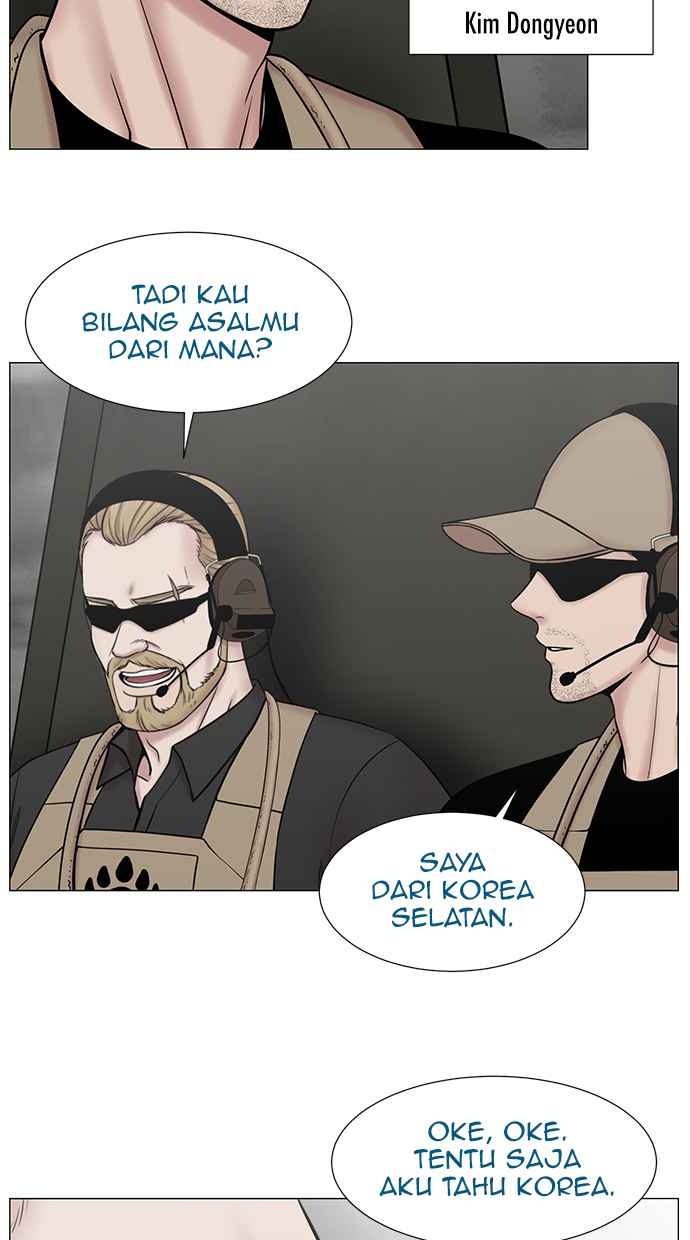 Kim Dongyeon
TADI KAU
BILANG ASALMU
DARI MANA?
SAYA
DARI KOREA
SELATAN.
OKE, OKE.
TENTU SAJA
AKU TAHU KOREA.